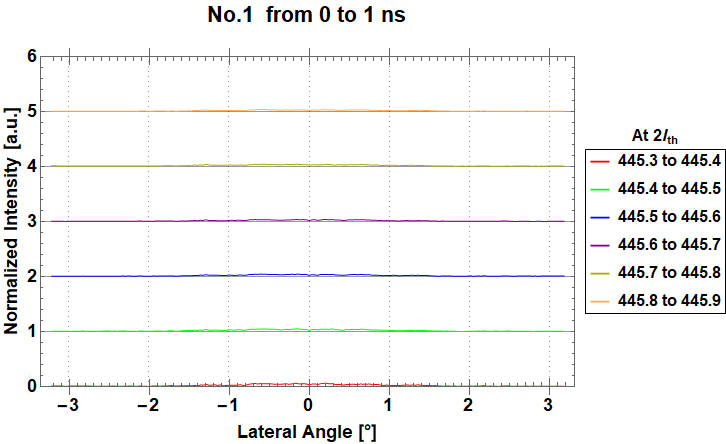 No.1 from 0 to 1 ns
Normalized Intensity [a.u.]
6
5
4
3
2
1
0
−3
−2
−1
0
1
2
3
Lateral Angle [°]
At 2Ith
445.3 to 445.4
445.4 to 445.5
445.5 to 445.6
445.6 to 445.7
445.7 to 445.8
445.8 to 445.9